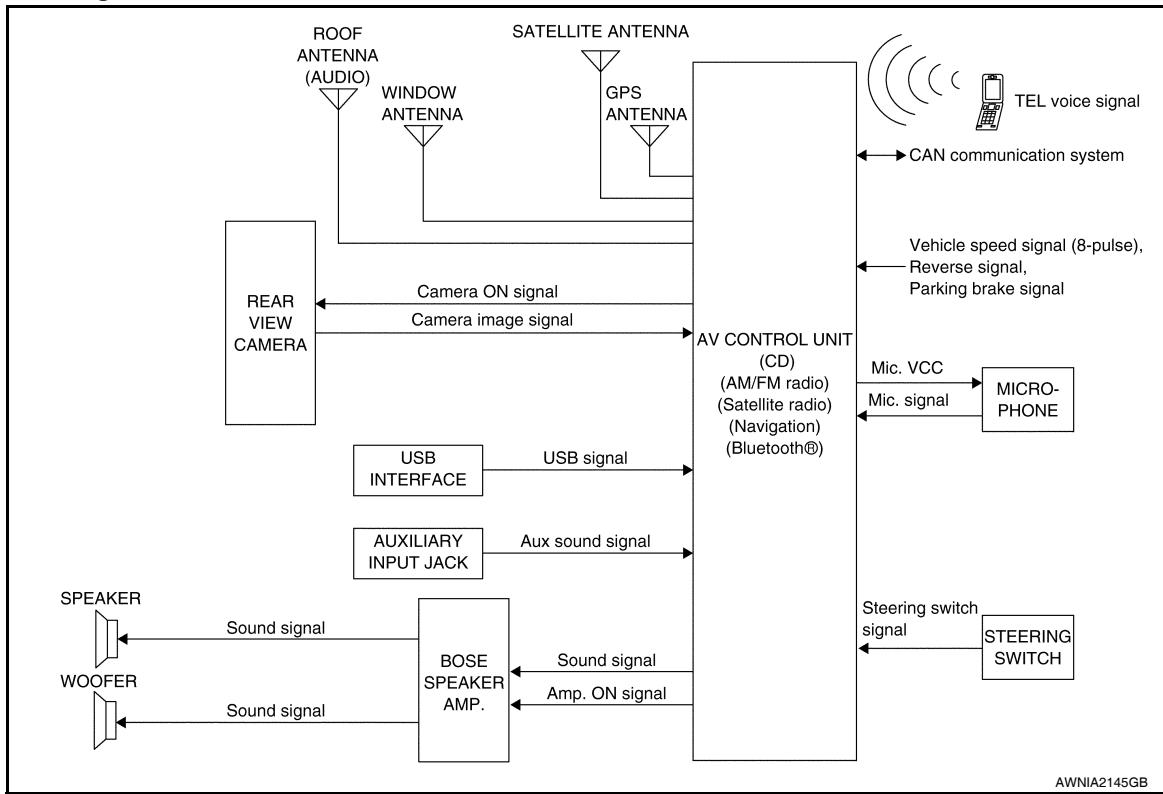 ROOF
ANTENNA
(AUDIO)
WINDOW
ANTENNA
SATELLITE ANTENNA
GPS
ANTENNA
TEL voice signal
CAN communication system
Vehicle speed signal (8-pulse),
Reverse signal,
Parking brake signal
REAR
VIEW
CAMERA
Camera ON signal
Camera image signal
AV CONTROL UNIT
(CD)
(AM/FM radio)
(Satellite radio)
(Navigation)
(Bluetooth®)
Mic. VCC
Mic. signal
MICRO-
PHONE
USB
INTERFACE
USB signal
AUXILIARY
INPUT JACK
Aux sound signal
SPEAKER
Sound signal
WOOFER
Sound signal
BOSE
SPEAKER
AMP.
Sound signal
Amp. ON signal
Steering switch
signal
STEERING
SWITCH
AWNIA2145GB